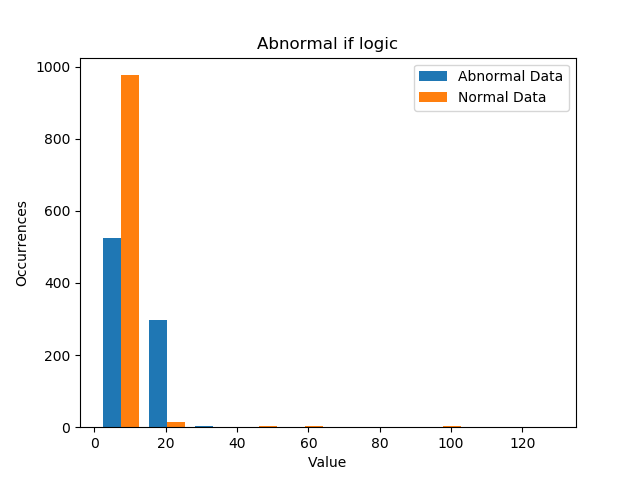 Abnormal if logic
Abnormal Data
Normal Data
1000
800
600
400
200
0
Occurrences
0 20 40 60 80 100 120
Value